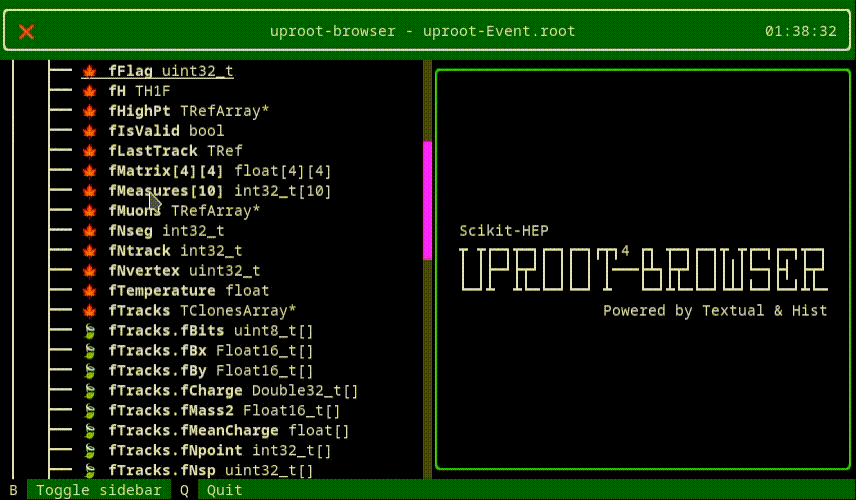 ❌ uproot-browser - uproot-Event.root 01:38:32
fFlag uint32_t
fH TH1F
fHighPt TRefArray*
fIsValid bool
fLastTrack TRef
fMatrix[4][4] float[4][4]
fMeasures[10] int32_t[10]
fMuons TRefArray*
fNseg int32_t
fNtrack int32_t
fNvertex uint32_t
fTemperature float
fTracks TClonesArray*
fTracks.fBits uint8_t[]
fTracks.fBx Float16_t[]
fTracks.fBy Float16_t[]
fTracks.fCharge Double32_t[]
fTracks.fMass2 Float16_t[]
fTracks.fMeanCharge float[]
fTracks.fNpoint int32_t[]
fTracks.fNsp uint32_t[]
Scikit-HEP
UPROOT4-BROWSER
Powered by Textual & Hist
B Toggle sidebar Q Quit